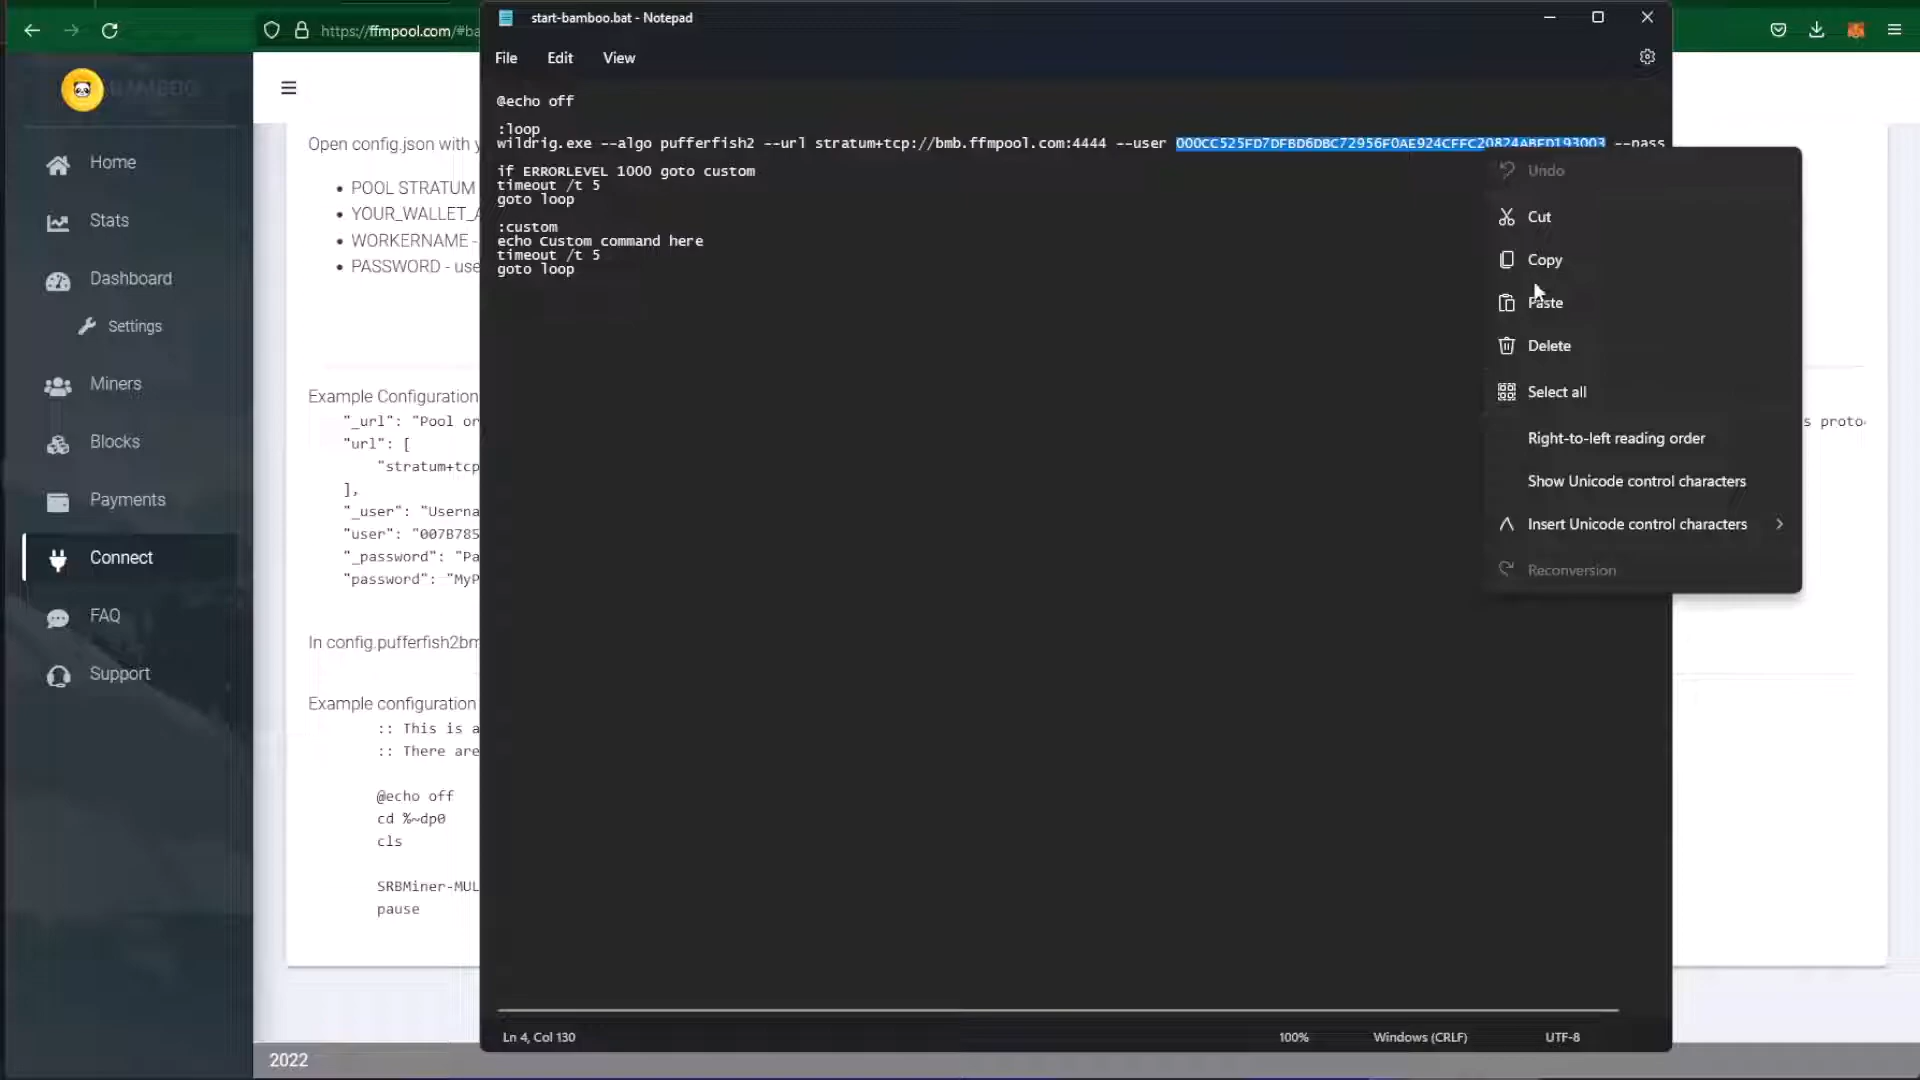 start-bamboo.bat - Notepad
https://ffmpool.com/#ba
File Edit View
Home
Stats
Dashboard
Settings
Miners
Blocks
Payments
Connect
FAQ
Support
Open config.json with y
POOL STRATUM
YOUR_WALLET_A
WORKERNAME -
PASSWORD - use
Example Configuration
"_url": "Pool or
"url": [
"stratum+tcp
],
"_user": "Userna
"user": "007B785
"_password": "Pa
"password": "MyP
In config.pufferfish2bm
Example configuration
:: This is a
:: There are
@echo off
cd %~dp0
cls
SRBMiner-MUL
pause
s proto
2022
@echo off
:loop
wildrig.exe --algo pufferfish2 --url stratum+tcp://bmb.ffmpool.com:4444 --user 000CC525FD7DFBD6DBC72956F0AE924CFFC20824ABFD193003 --pass
if ERRORLEVEL 1000 goto custom
timeout /t 5
goto loop
:custom
echo Custom command here
timeout /t 5
goto loop
Undo
Cut
Copy
Paste
Delete
Select all
Right-to-left reading order
Show Unicode control characters
Insert Unicode control characters
Reconversion
Ln 4, Col 130
100%
Windows (CRLF)
UTF-8